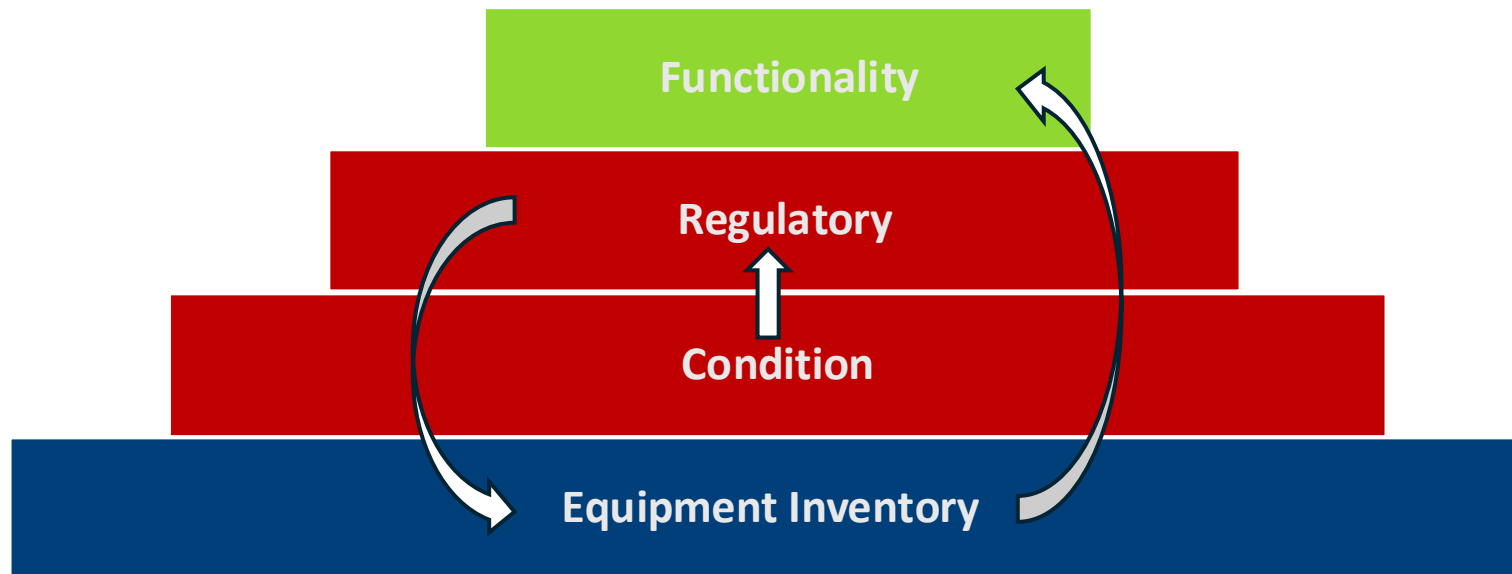 Functionality
Regulatory
Condition
Equipment Inventory